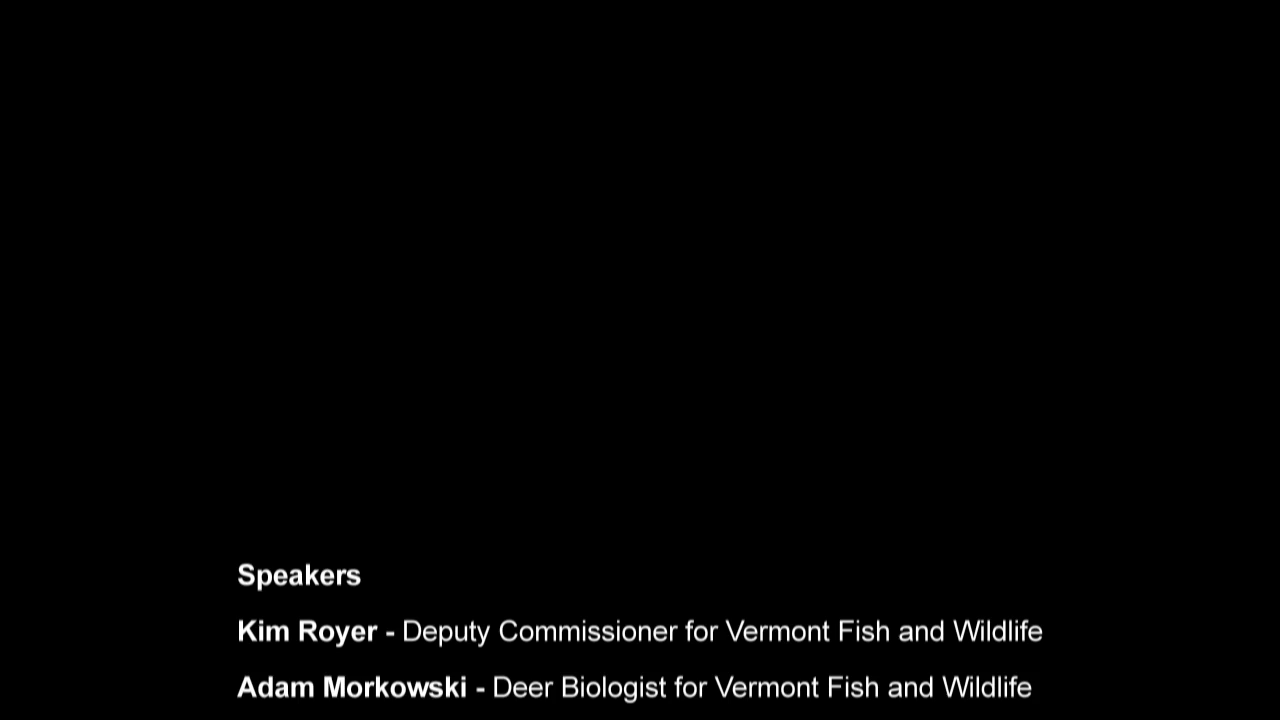 Speakers
Kim Royer - Deputy Commissioner for Vermont Fish and Wildlife
Adam Morkowski - Deer Biologist for Vermont Fish and Wildlife